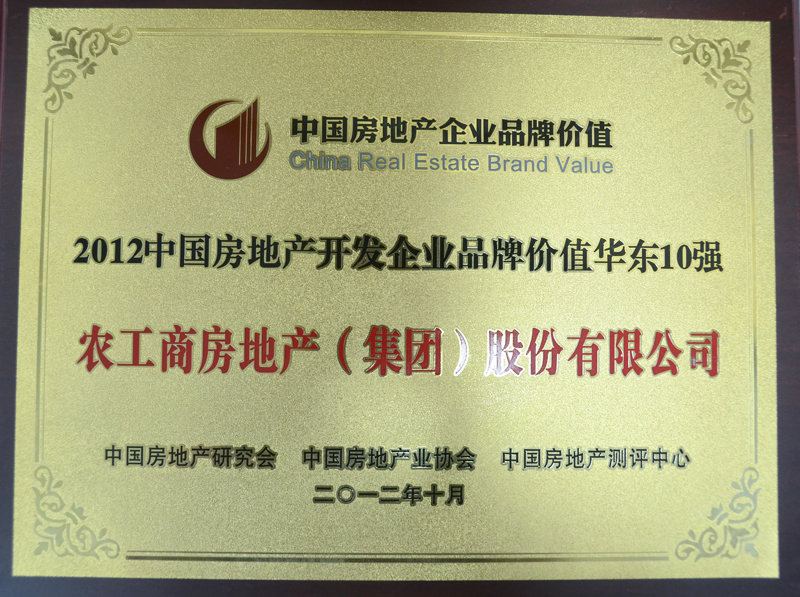 中国房地产企业品牌价值
China Real Estate Brand Value
2012中国房地产开发企业品牌价值华东10强
农工商房地产（集团）股份有限公司
中国房地产研究会 中国房地产业协会 中国房地产测评中心
二〇一二年十月